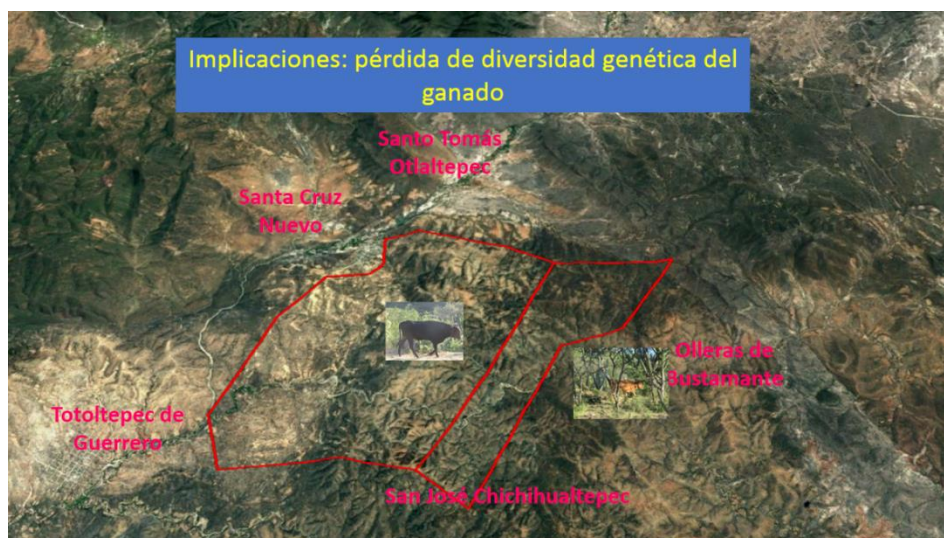 Implicaciones: pérdida de diversidad genética del
ganado
Santo Tomás
Otlaltepec
Santa Cruz
Nuevo
Olleras de
Bustamante
Totoltepec de
Guerrero
San José Chichihualtepec